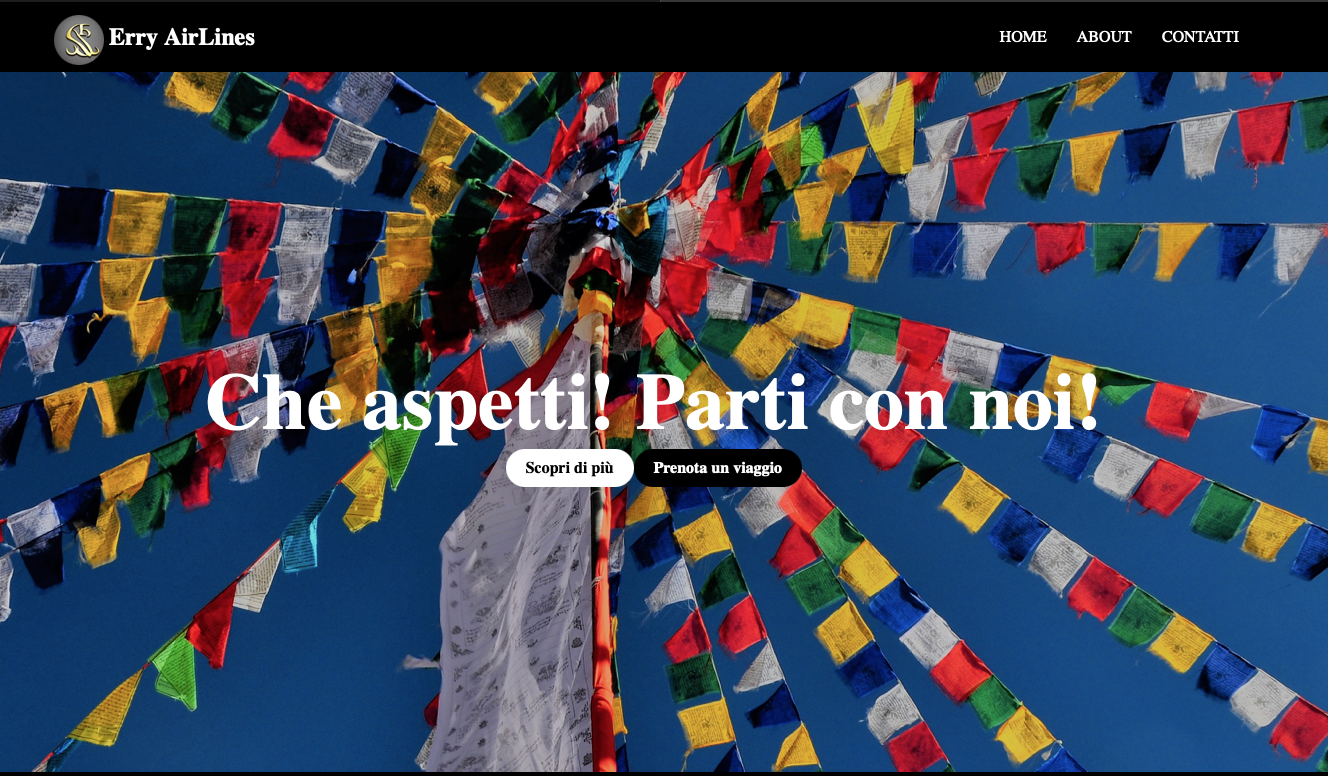 Erry AirLines
HOME ABOUT CONTATTI
Che aspetti! Parti con noi!
Scopri di più Prenota un viaggio